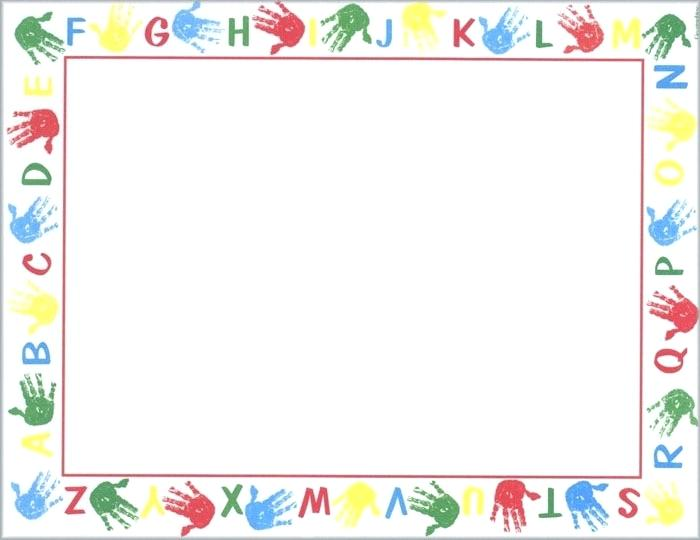 A B C D E
F G H I J K L M
N O P Q R
S T U V W X Y Z